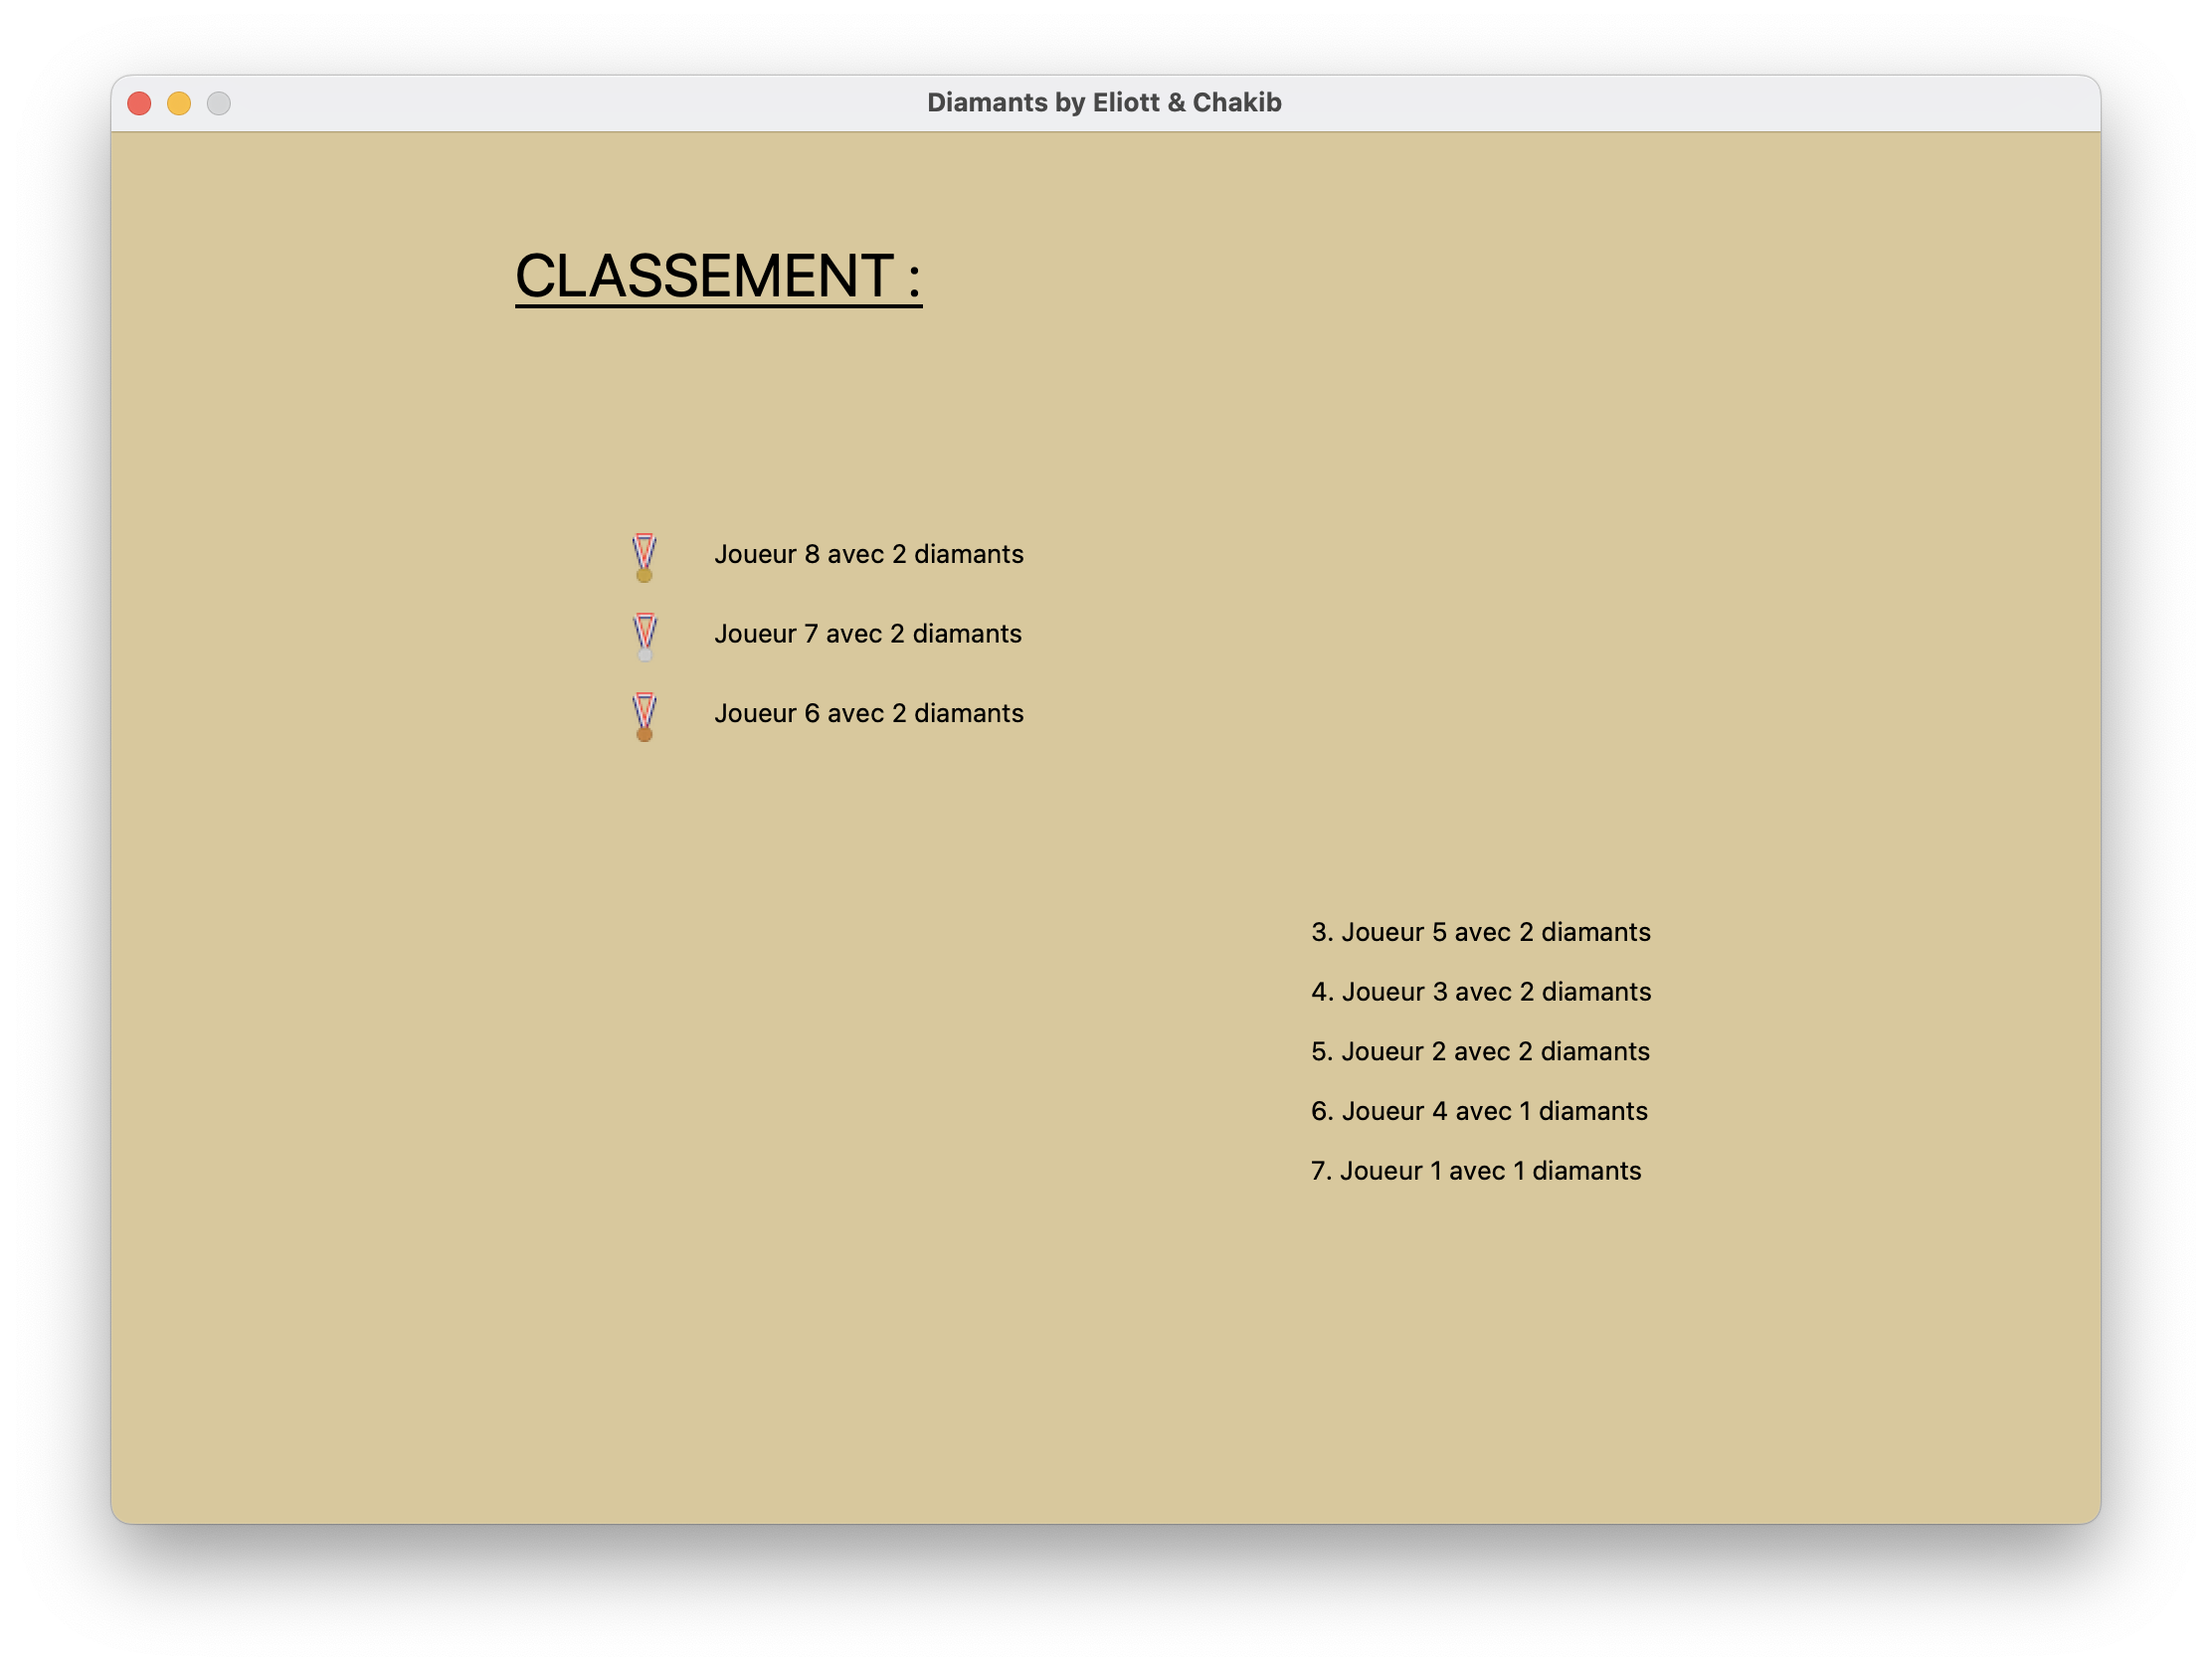 Diamants by Eliott & Chakib
CLASSEMENT :
Joueur 8 avec 2 diamants
Joueur 7 avec 2 diamants
Joueur 6 avec 2 diamants
3. Joueur 5 avec 2 diamants
4. Joueur 3 avec 2 diamants
5. Joueur 2 avec 2 diamants
6. Joueur 4 avec 1 diamants
7. Joueur 1 avec 1 diamants